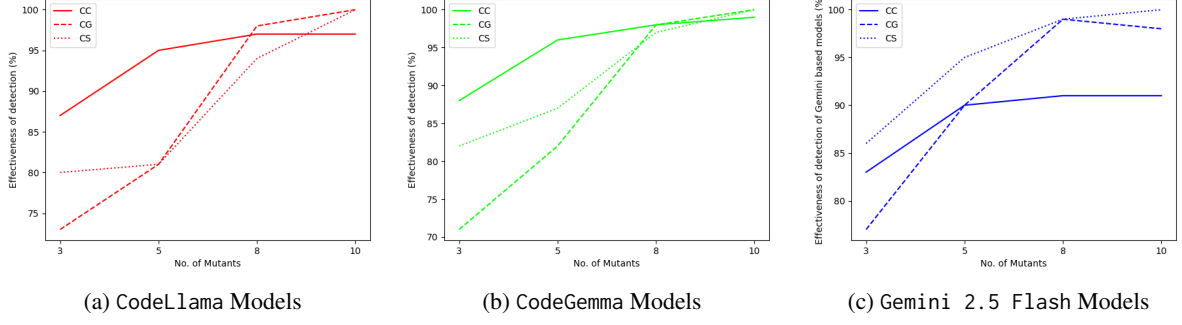 100
95
90
85
80
75
Effectiveness of detection (%)
CC
CG
CS
3
5
8
10
No. of Mutants
(a) CodeLlama Models
100
95
90
85
80
75
70
Effectiveness of detection (%)
CC
CG
CS
3
5
8
10
No. of Mutants
(b) CodeGemma Models
100
95
90
85
80
Effectiveness of detection of Gemini based models (%)
CC
CG
CS
3
5
8
10
No. of Mutants
(c) Gemini 2.5 Flash Models